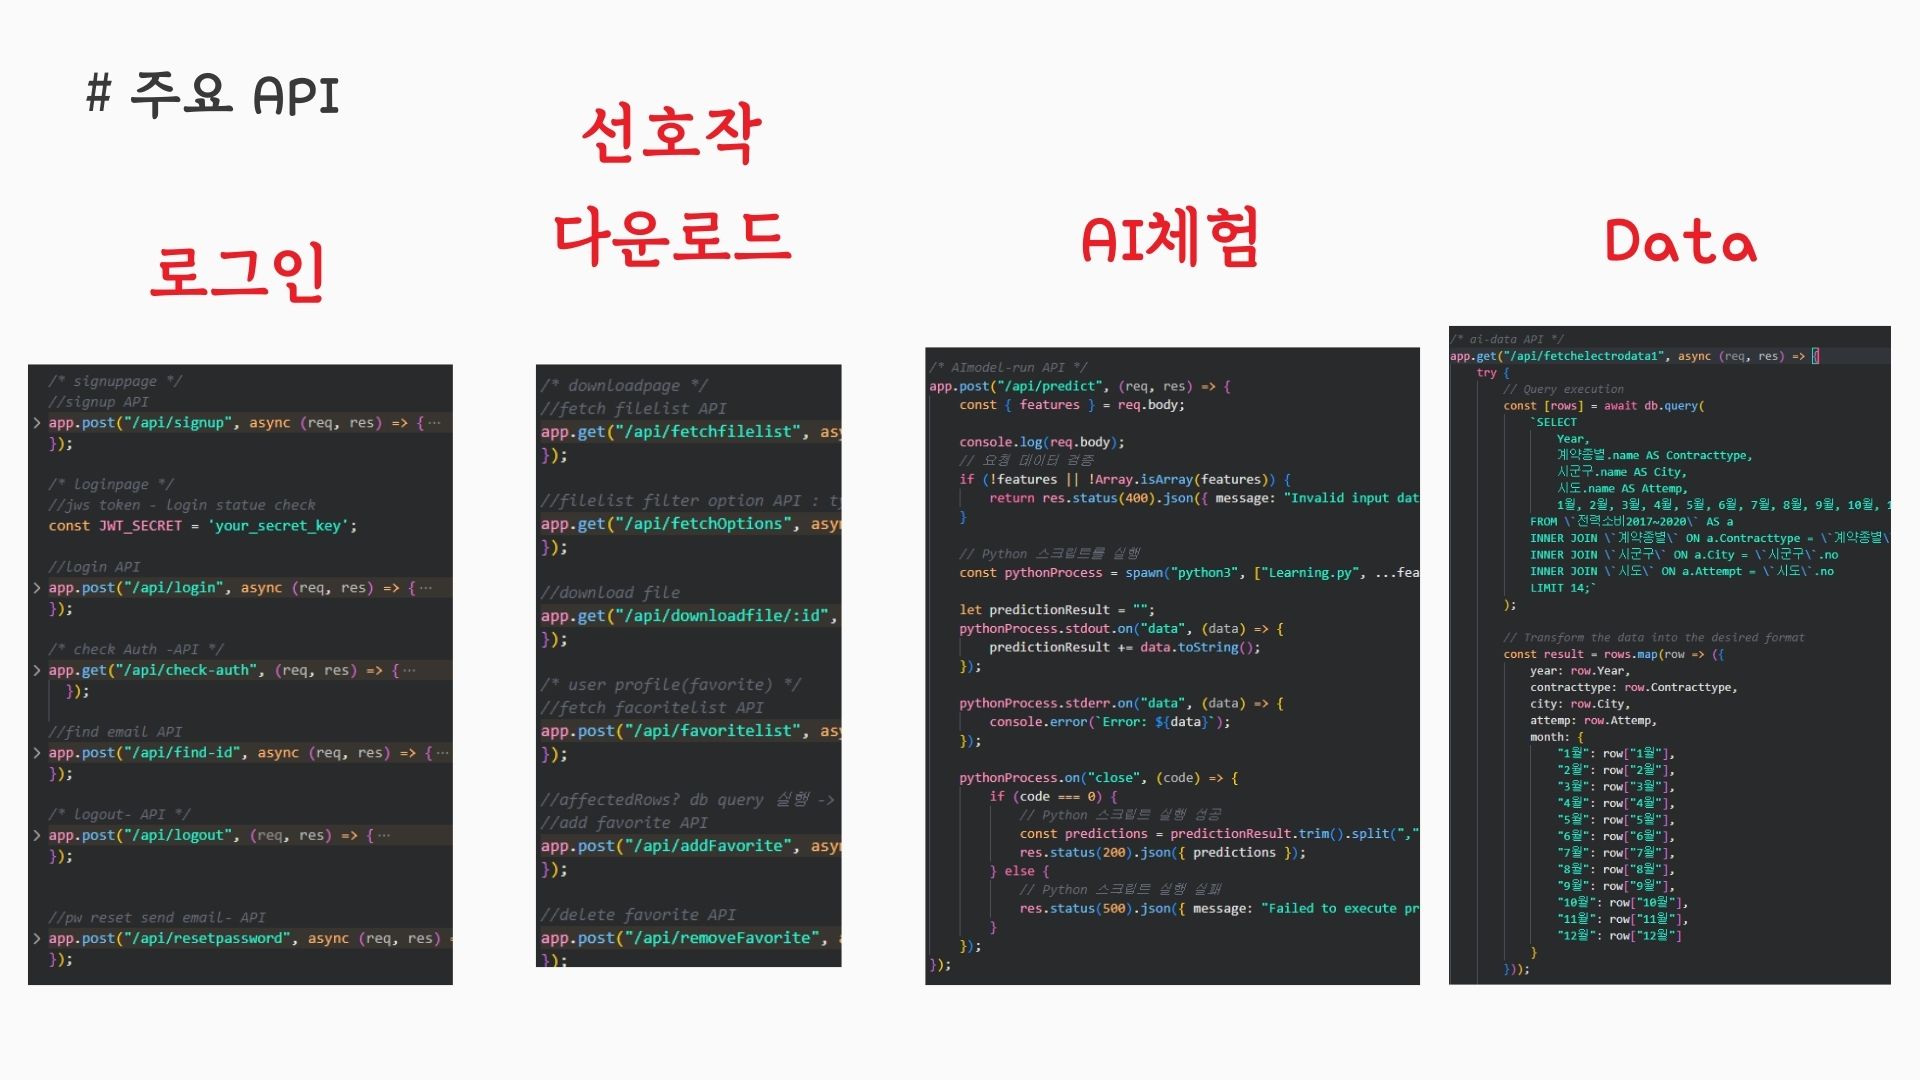 # 주요 API
로그인
/* signuppage */
//signup API
app.post("/api/signup", async (req, res) => {···
});
/* loginpage */
//jws token - login statue check
const JWT_SECRET = 'your_secret_key';
//login API
app.post("/api/login", async (req, res) => {···
});
/* check Auth -API */
app.get("/api/check-auth", (req, res) => {···
});
//find email API
app.post("/api/find-id", async (req, res) => {···
});
/* logout- API */
app.post("/api/logout", (req, res) => {···
});
//pw reset send email- API
app.post("/api/resetpassword", async (req, res) =
});
선호작
다운로드
/* downloadpage */
//fetch filelist API
app.get("/api/fetchfilelist", asy
});
//filelist filter option API : ty
app.get("/api/fetchOptions", asyn
});
//download file
app.get("/api/downloadfile/:id",
});
/* user profile(favorite) */
//fetch facoritelist API
app.post("/api/favoritelist", asy
});
//affectedRows? db query 실행 ->
//add favorite API
app.post("/api/addFavorite", asyn
});
//delete favorite API
app.post("/api/removeFavorite", a
});
AI체험
/* AImodel-run API */
app.post("/api/predict", (req, res) => {
const { features } = req.body;
console.log(req.body);
// 요청 데이터 검증
if (!features || !Array.isArray(features)) {
return res.status(400).json({ message: "Invalid input dat
}
// Python 스크립트를 실행
const pythonProcess = spawn("python3", ["Learning.py", ...fea
let predictionResult = "";
pythonProcess.stdout.on("data", (data) => {
predictionResult += data.toString();
});
pythonProcess.stderr.on("data", (data) => {
console.error(`Error: ${data}`);
});
pythonProcess.on("close", (code) => {
if (code === 0) {
// Python 스크립트 실행 성공
const predictions = predictionResult.trim().split(","
res.status(200).json({ predictions });
} else {
// Python 스크립트 실행 실패
res.status(500).json({ message: "Failed to execute pr
}
});
});
Data
/* ai-data API */
app.get("/api/fetchelectrodata1", async (req, res) => {
try {
// Query execution
const [rows] = await db.query(
`SELECT
Year,
계약종별.name AS Contracttype,
시군구.name AS City,
시도.name AS Attemp,
1월, 2월, 3월, 4월, 5월, 6월, 7월, 8월, 9월, 10월, 1
FROM \`전력소비2017~2020\` AS a
INNER JOIN \`계약종별\` ON a.Contracttype = \`계약종별\`
INNER JOIN \`시군구\` ON a.City = \`시군구\`.no
INNER JOIN \`시도\` ON a.Attempt = \`시도\`.no
LIMIT 14;`
);
// Transform the data into the desired format
const result = rows.map(row => ({
year: row.Year,
contracttype: row.Contracttype,
city: row.City,
attemp: row.Attemp,
month: {
"1월": row["1월"],
"2월": row["2월"],
"3월": row["3월"],
"4월": row["4월"],
"5월": row["5월"],
"6월": row["6월"],
"7월": row["7월"],
"8월": row["8월"],
"9월": row["9월"],
"10월": row["10월"],
"11월": row["11월"],
"12월": row["12월"]
}
}));